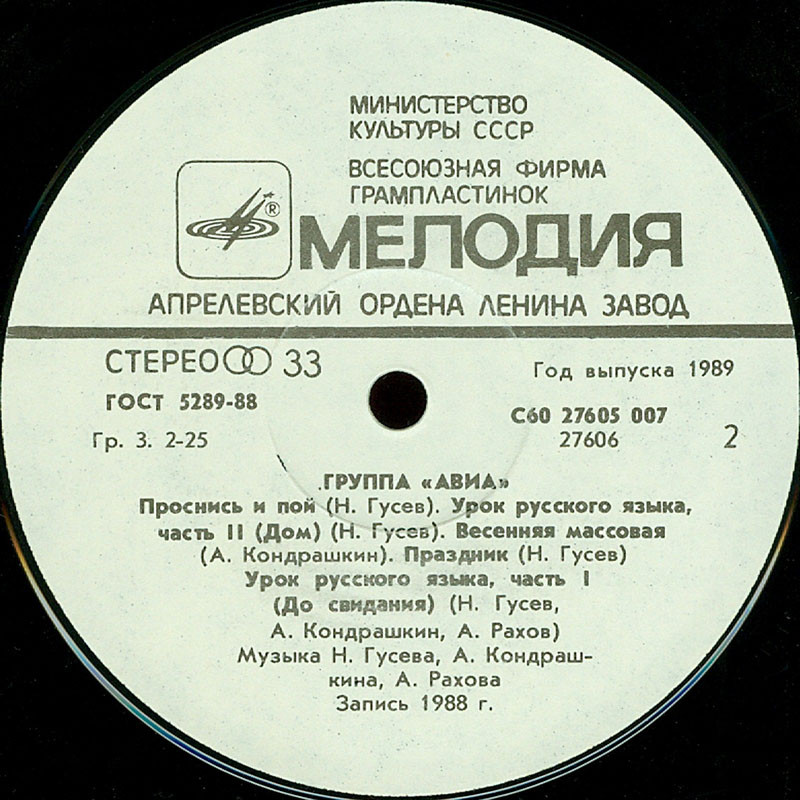 МИНИСТЕРСТВО
КУЛЬТУРЫ СССР
ВСЕСОЮЗНАЯ ФИРМА
ГРАМПЛАСТИНОК
®
МЕЛОДИЯ
АПРЕЛЕВСКИЙ ОРДЕНА ЛЕНИНА ЗАВОД
СТЕРЕО 33
Год выпуска 1989
ГОСТ 5289-88
С60 27605 007
Гр. 3. 2-25
27606
2
ГРУППА «АВИА»
Проснись и пой (Н. Гусев). Урок русского языка,
часть II (Дом) (Н. Гусев). Весенняя массовая
(А. Кондрашкин). Праздник (Н. Гусев)
Урок русского языка, часть I
(До свидания) (Н. Гусев,
А. Кондрашкин, А. Рахов)
Музыка Н. Гусева, А. Кондраш-
кина, А. Рахова
Запись 1988 г.